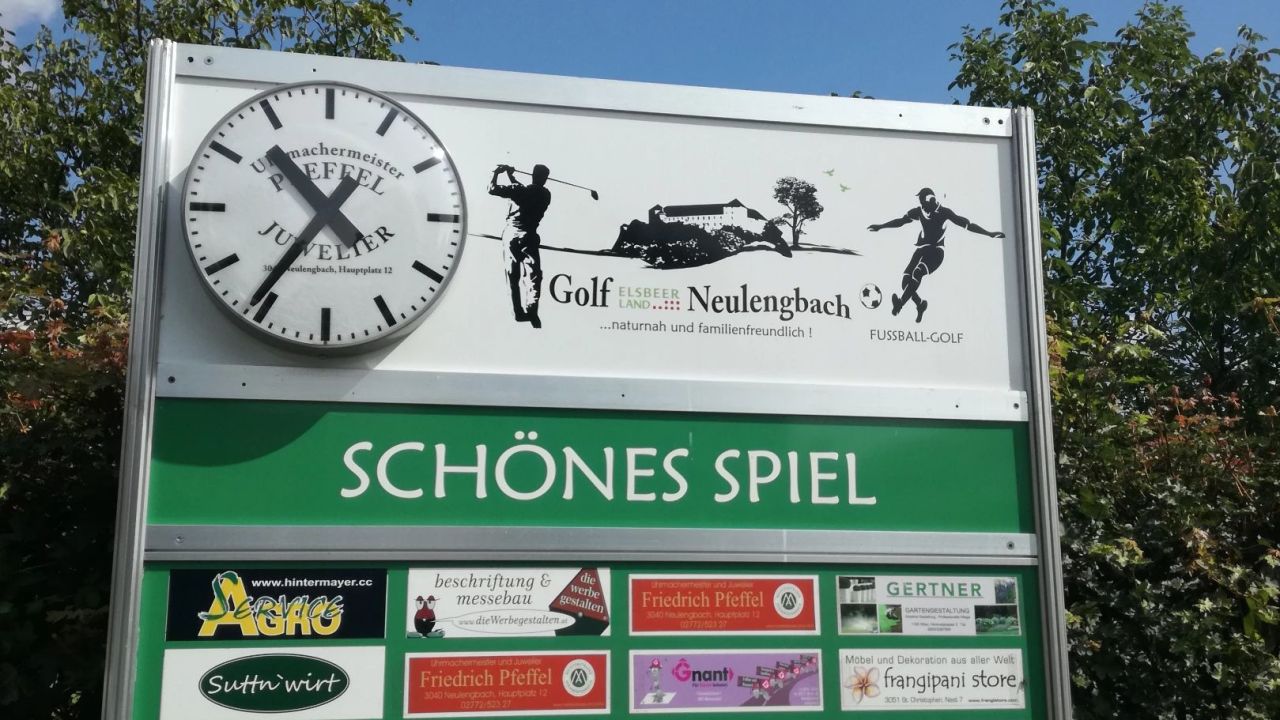 Uhrmachermeister
PFEFFEL
JUWELIER
Neulengbach, Hauptplatz 12
Golf ELSBEER LAND Neulengbach
...naturnah und familienfreundlich !
FUSSBALL-GOLF
SCHÖNES SPIEL
www.hintermayer.cc
SERVICE
AGRO
beschriftung &
messebau
www.dieWerbegestalten.at
die
werbe
gestalten
Uhrmachermeister und Juwelier
Friedrich Pfeffel
3040 Neulengbach, Hauptplatz 12
02772/523 27
GERTNER
GARTENGESTALTUNG
Suttn`wirt
Uhrmachermeister und Juwelier
Friedrich Pfeffel
3040 Neulengbach, Hauptplatz 12
02772/523 27
Gnant
Möbel und Dekoration aus aller Welt
frangipani store
3051 St. Christophen, Nest 7